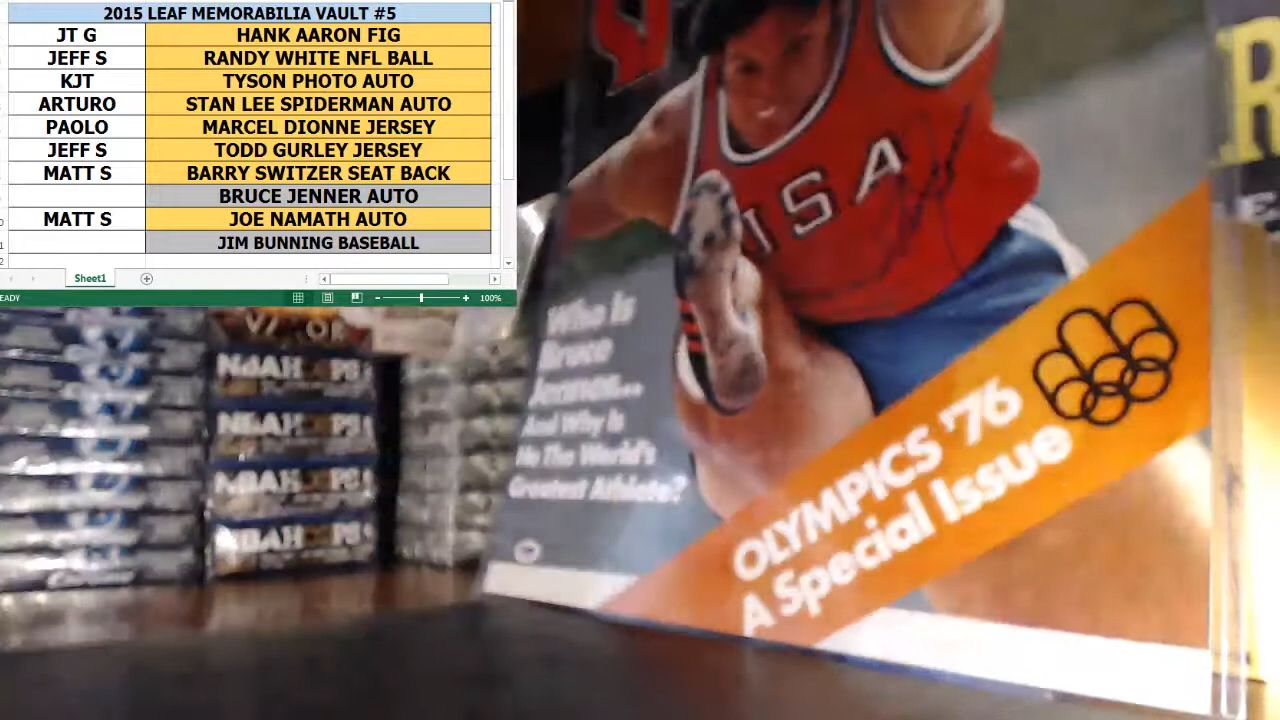 2015 LEAF MEMORABILIA VAULT #5
JT G HANK AARON FIG
JEFF S RANDY WHITE NFL BALL
KJT TYSON PHOTO AUTO
ARTURO STAN LEE SPIDERMAN AUTO
PAOLO MARCEL DIONNE JERSEY
JEFF S TODD GURLEY JERSEY
MATT S BARRY SWITZER SEAT BACK
BRUCE JENNER AUTO
MATT S JOE NAMATH AUTO
JIM BUNNING BASEBALL
Sheet1
100%
USA
Who Is
Bruce
Jenner...
And Why Is
He The World's
Greatest Athlete?
OLYMPICS '76
A Special Issue